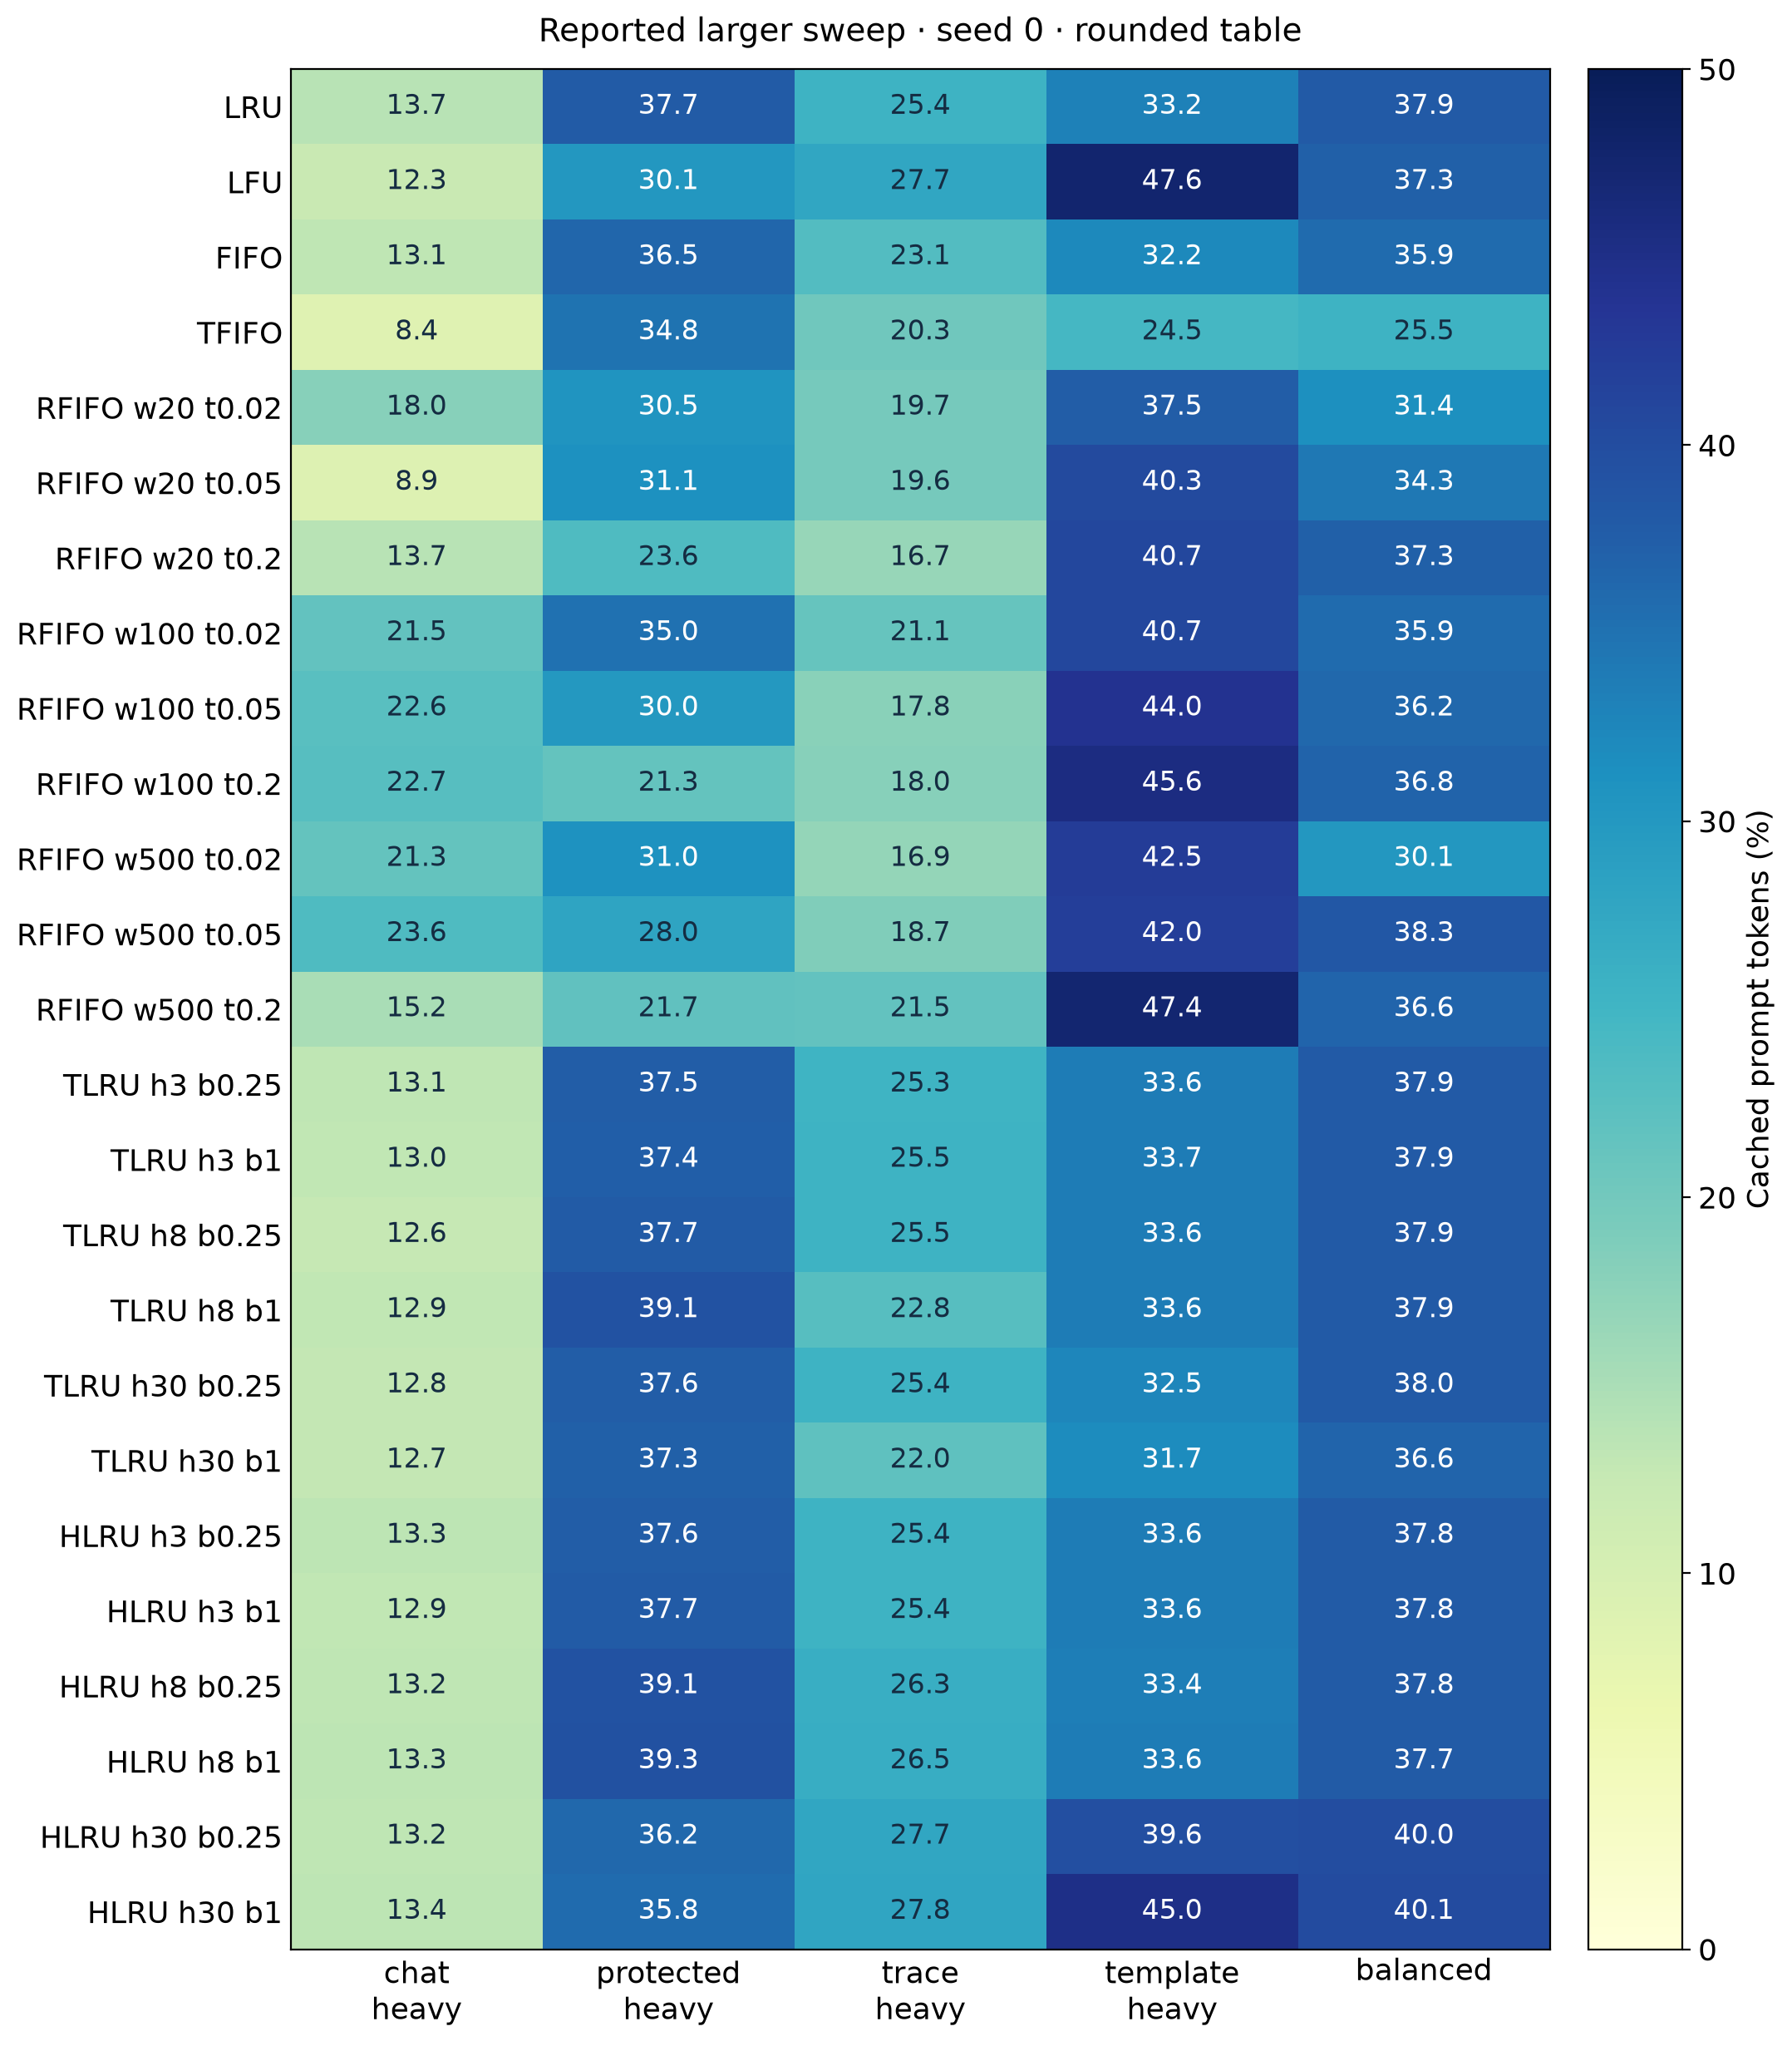 Reported larger sweep · seed 0 · rounded table
LRU 13.7 37.7 25.4 33.2 37.9
LFU 12.3 30.1 27.7 47.6 37.3
FIFO 13.1 36.5 23.1 32.2 35.9
TFIFO 8.4 34.8 20.3 24.5 25.5
RFIFO w20 t0.02 18.0 30.5 19.7 37.5 31.4
RFIFO w20 t0.05 8.9 31.1 19.6 40.3 34.3
RFIFO w20 t0.2 13.7 23.6 16.7 40.7 37.3
RFIFO w100 t0.02 21.5 35.0 21.1 40.7 35.9
RFIFO w100 t0.05 22.6 30.0 17.8 44.0 36.2
RFIFO w100 t0.2 22.7 21.3 18.0 45.6 36.8
RFIFO w500 t0.02 21.3 31.0 16.9 42.5 30.1
RFIFO w500 t0.05 23.6 28.0 18.7 42.0 38.3
RFIFO w500 t0.2 15.2 21.7 21.5 47.4 36.6
TLRU h3 b0.25 13.1 37.5 25.3 33.6 37.9
TLRU h3 b1 13.0 37.4 25.5 33.7 37.9
TLRU h8 b0.25 12.6 37.7 25.5 33.6 37.9
TLRU h8 b1 12.9 39.1 22.8 33.6 37.9
TLRU h30 b0.25 12.8 37.6 25.4 32.5 38.0
TLRU h30 b1 12.7 37.3 22.0 31.7 36.6
HLRU h3 b0.25 13.3 37.6 25.4 33.6 37.8
HLRU h3 b1 12.9 37.7 25.4 33.6 37.8
HLRU h8 b0.25 13.2 39.1 26.3 33.4 37.8
HLRU h8 b1 13.3 39.3 26.5 33.6 37.7
HLRU h30 b0.25 13.2 36.2 27.7 39.6 40.0
HLRU h30 b1 13.4 35.8 27.8 45.0 40.1
chat protected trace template balanced
heavy heavy heavy heavy
50
40
30
20
10
0
Cached prompt tokens (%)